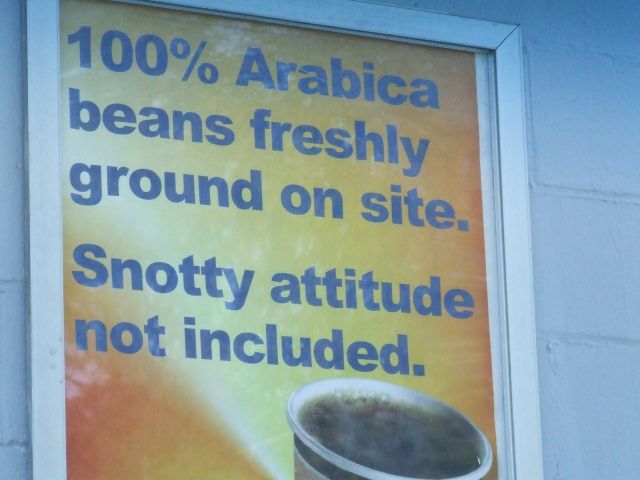 100% Arabica
beans freshly
ground on site.
Snotty attitude
not included.